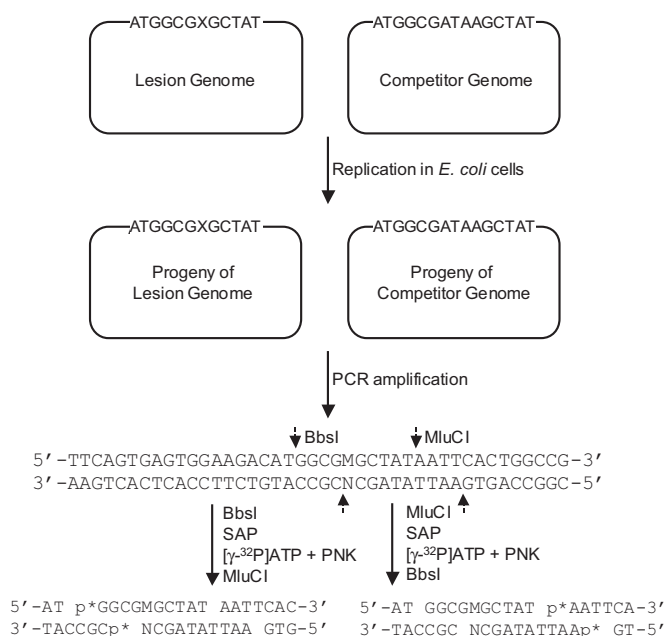 ATGGCGXGCTAT ATGGCGATAAGCTAT
Lesion Genome Competitor Genome
Replication in E. coli cells
ATGGCGXGCTAT ATGGCGATAAGCTAT
Progeny of Lesion Genome Progeny of Competitor Genome
PCR amplification
BbsI MluCI
5′-TTCAGTGAGTGGAAGACATGGCGMGCTATAATTCACTGGCCG-3′
3′-AAGTCACTCACCTTCTGTACCGCNCGATATTAAGTGACCGGC-5′
BbsI MluCI
SAP SAP
[γ-³²P]ATP + PNK [γ-³²P]ATP + PNK
MluCI BbsI
5′-AT p*GGCGMGCTAT AATTCAC-3′ 5′-AT GGCGMGCTAT p*AATTCA-3′
3′-TACCGCp* NCGATATTAA GTG-5′ 3′-TACCGC NCGATATTAAp* GT-5′